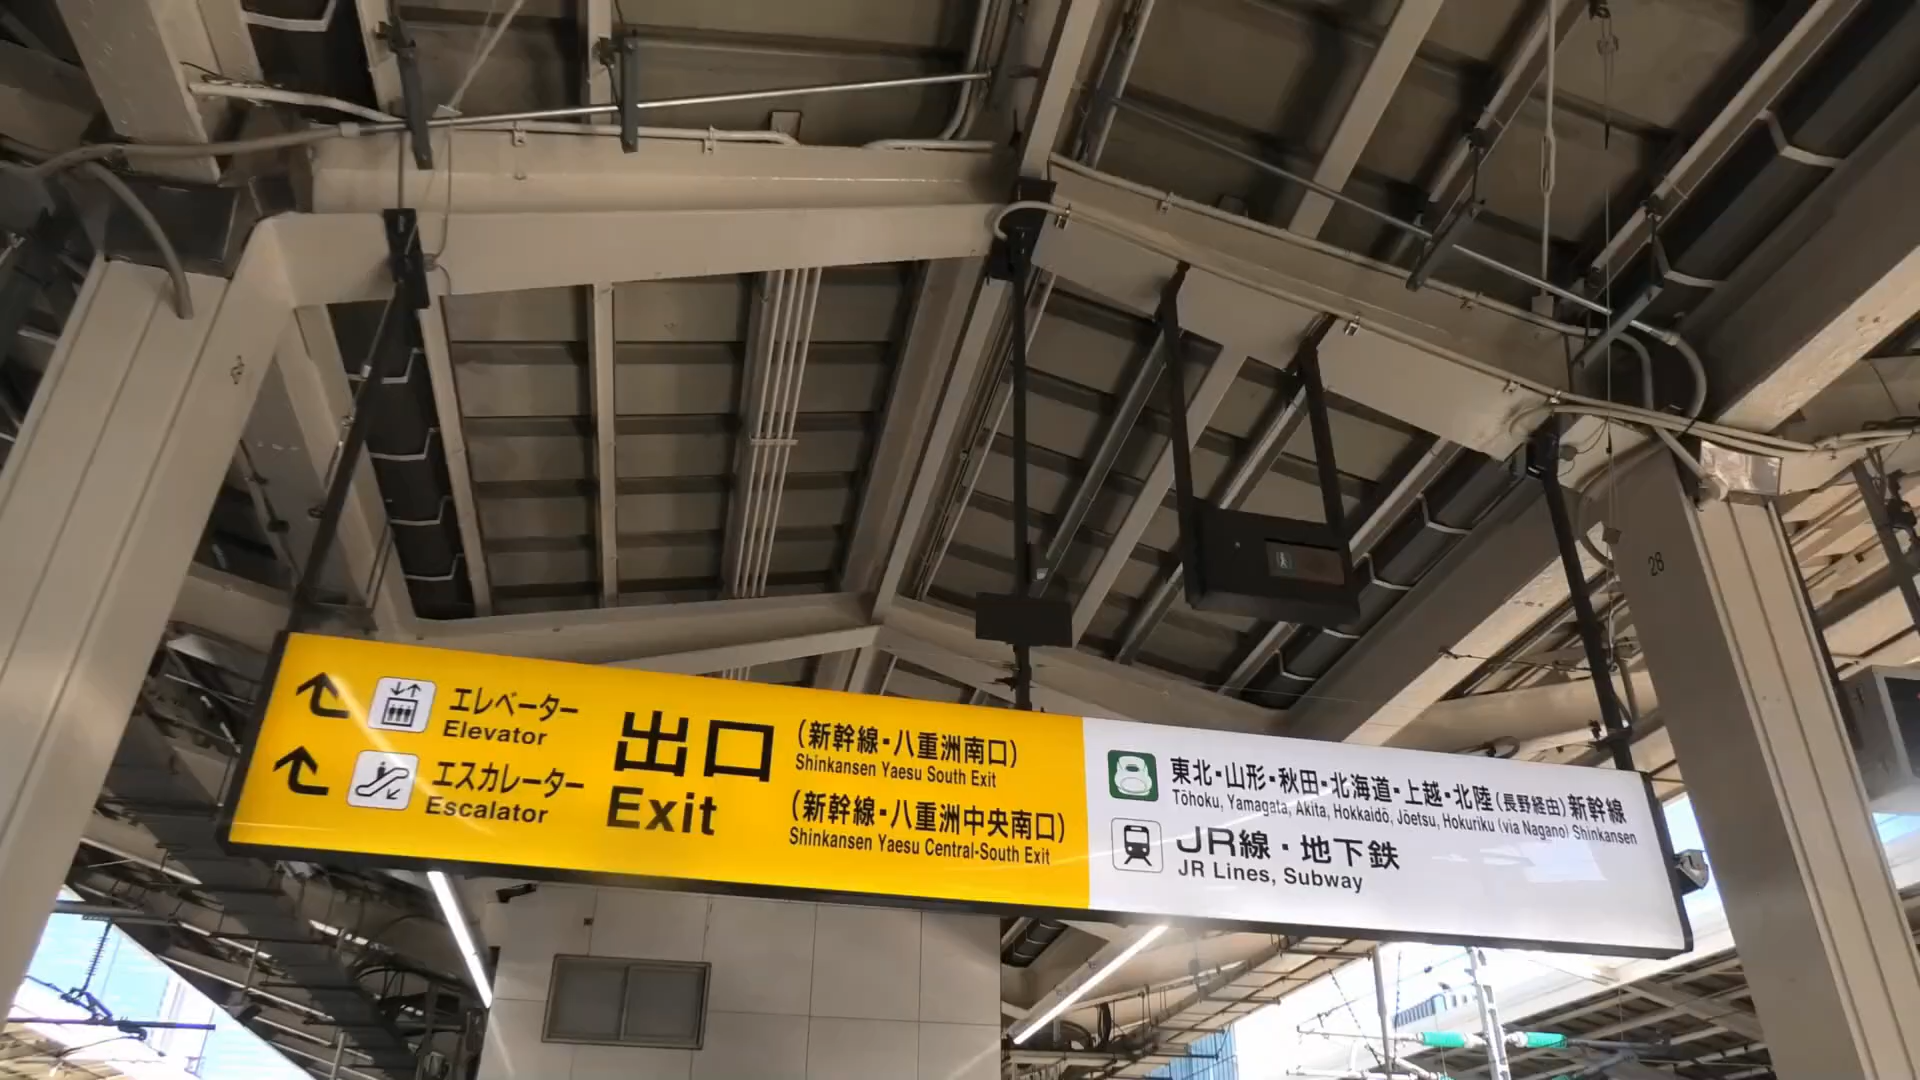 エレベーター
Elevator
エスカレーター
Escalator
出口
Exit
(新幹線・八重洲南口)
Shinkansen Yaesu South Exit
(新幹線・八重洲中央南口)
Shinkansen Yaesu Central-South Exit
東北・山形・秋田・北海道・上越・北陸(長野経由)新幹線
Tōhoku, Yamagata, Akita, Hokkaidō, Jōetsu, Hokuriku (via Nagano) Shinkansen
JR線・地下鉄
JR Lines, Subway
28